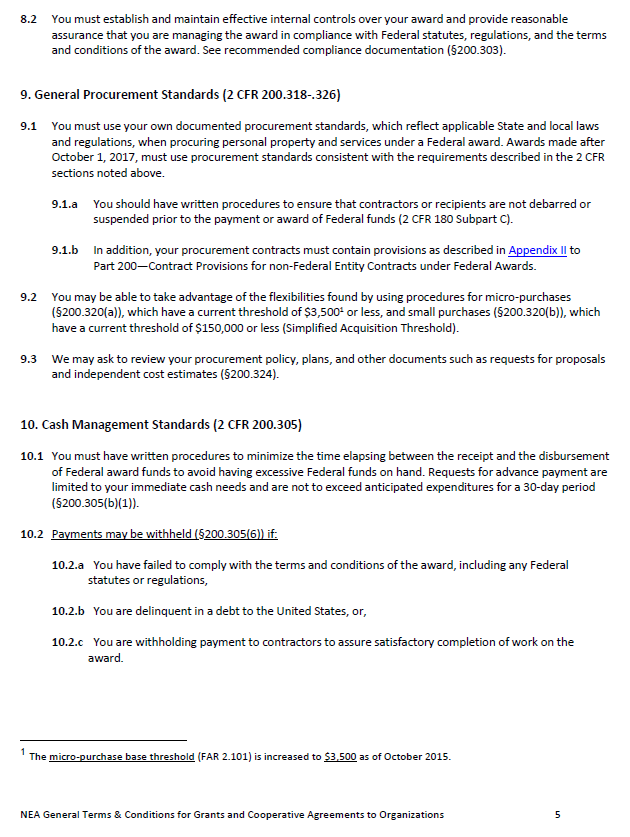 8.2 You must establish and maintain effective internal controls over your award and provide reasonable
assurance that you are managing the award in compliance with Federal statutes, regulations, and the terms
and conditions of the award. See recommended compliance documentation (§200.303).
9. General Procurement Standards (2 CFR 200.318-.326)
9.1 You must use your own documented procurement standards, which reflect applicable State and local laws
and regulations, when procuring personal property and services under a Federal award. Awards made after
October 1, 2017, must use procurement standards consistent with the requirements described in the 2 CFR
sections noted above.
9.1.a You should have written procedures to ensure that contractors or recipients are not debarred or
suspended prior to the payment or award of Federal funds (2 CFR 180 Subpart C).
9.1.b In addition, your procurement contracts must contain provisions as described in Appendix II to
Part 200—Contract Provisions for non-Federal Entity Contracts under Federal Awards.
9.2 You may be able to take advantage of the flexibilities found by using procedures for micro-purchases
(§200.320(a)), which have a current threshold of $3,500¹ or less, and small purchases (§200.320(b)), which
have a current threshold of $150,000 or less (Simplified Acquisition Threshold).
9.3 We may ask to review your procurement policy, plans, and other documents such as requests for proposals
and independent cost estimates (§200.324).
10. Cash Management Standards (2 CFR 200.305)
10.1 You must have written procedures to minimize the time elapsing between the receipt and the disbursement
of Federal award funds to avoid having excessive Federal funds on hand. Requests for advance payment are
limited to your immediate cash needs and are not to exceed anticipated expenditures for a 30-day period
(§200.305(b)(1)).
10.2 Payments may be withheld (§200.305(6)) if:
10.2.a You have failed to comply with the terms and conditions of the award, including any Federal
statutes or regulations,
10.2.b You are delinquent in a debt to the United States, or,
10.2.c You are withholding payment to contractors to assure satisfactory completion of work on the
award.
1 The micro-purchase base threshold (FAR 2.101) is increased to $3,500 as of October 2015.
NEA General Terms & Conditions for Grants and Cooperative Agreements to Organizations 5